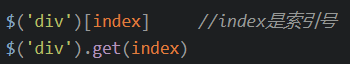 $('div')[index]     //index是索引号
$('div').get(index)